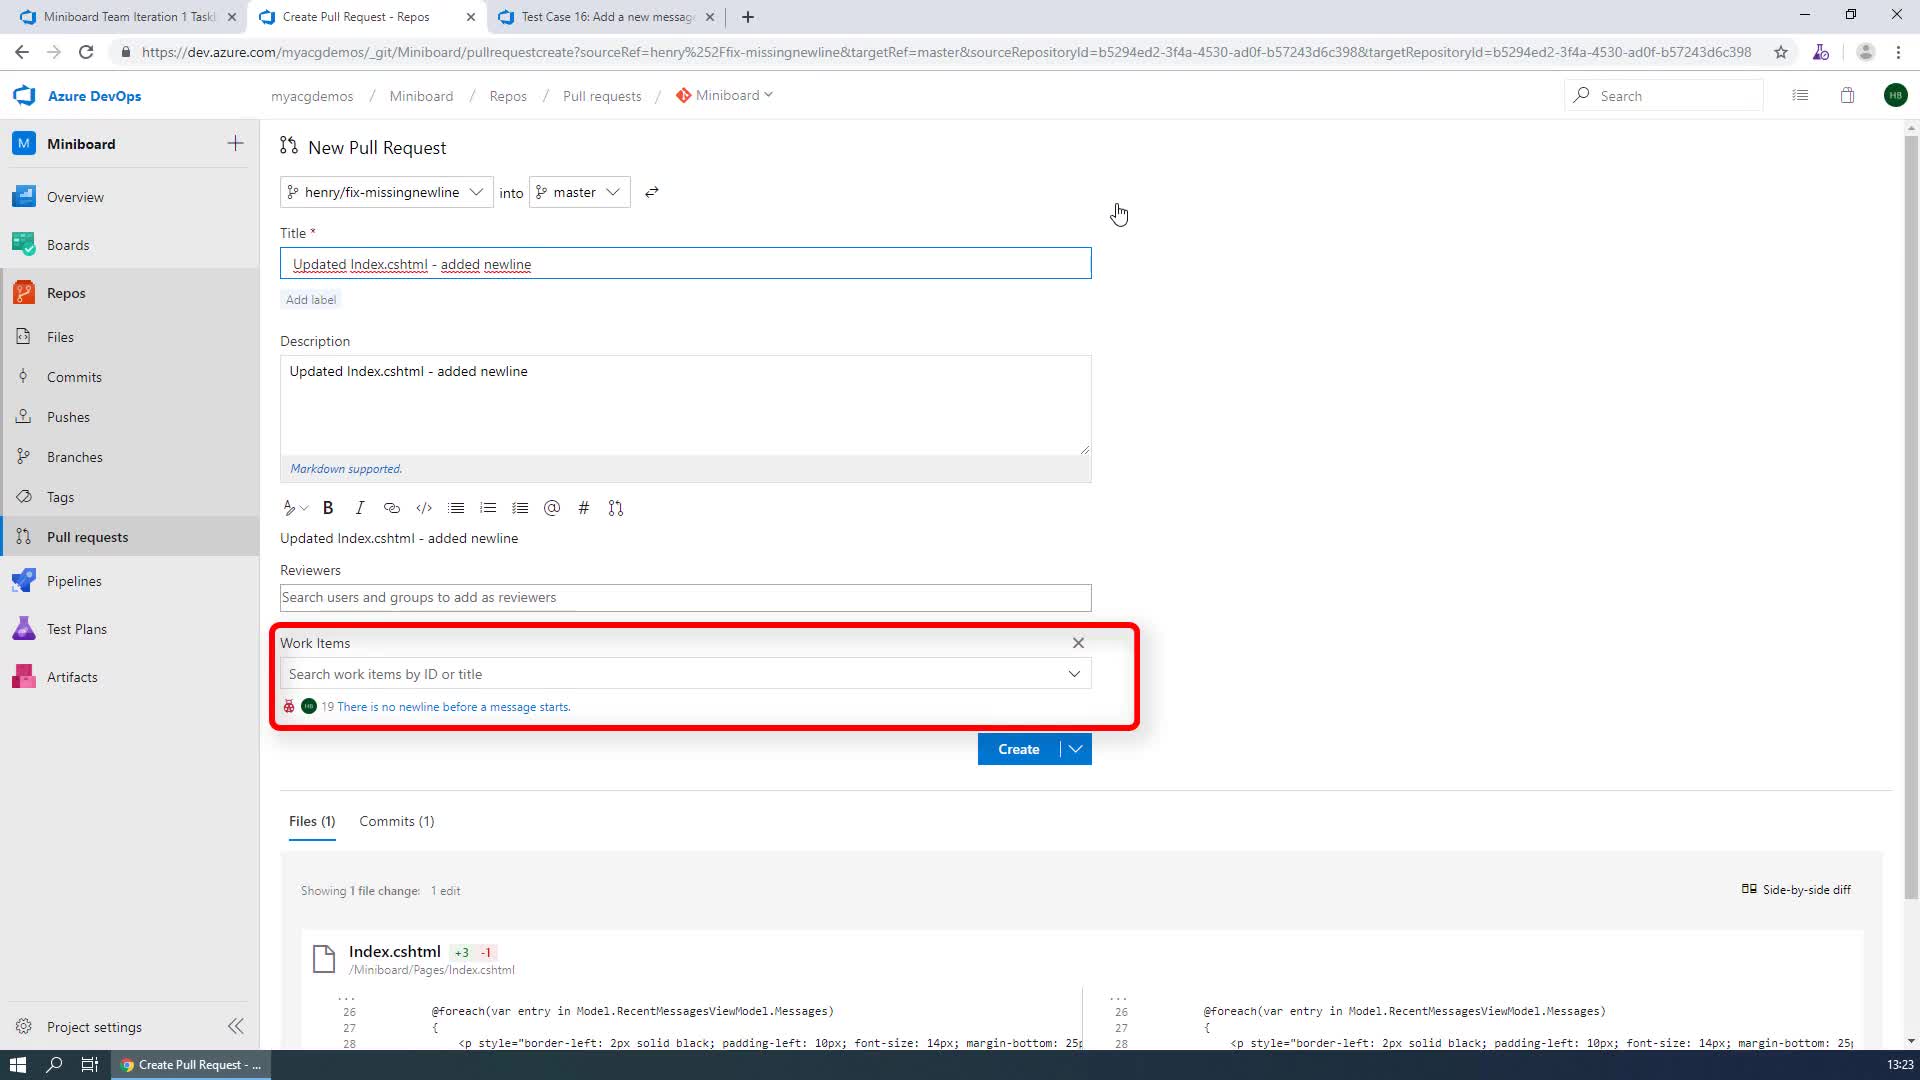 Miniboard Team Iteration 1 Task
Create Pull Request - Repos
Test Case 16: Add a new messag
https://dev.azure.com/myacgdemos/_git/Miniboard/pullrequestcreate?sourceRef=henry%252Ffix-missingnewline&targetRef=master&sourceRepositoryId=b5294ed2-3f4a-4530-ad0f-b57243d6c398&targetRepositoryId=b5294ed2-3f4a-4530-ad0f-b57243d6c398
Azure DevOps
myacgdemos / Miniboard / Repos / Pull requests / Miniboard
Search
HB
M Miniboard
Overview
Boards
Repos
Files
Commits
Pushes
Branches
Tags
Pull requests
Pipelines
Test Plans
Artifacts
Project settings
New Pull Request
henry/fix-missingnewline into master
Title *
Updated Index.cshtml - added newline
Add label
Description
Updated Index.cshtml - added newline
Markdown supported.
B I </> @ #
Updated Index.cshtml - added newline
Reviewers
Search users and groups to add as reviewers
Work Items
Search work items by ID or title
HB 19 There is no newline before a message starts.
Create
Files (1) Commits (1)
Showing 1 file change: 1 edit
Side-by-side diff
Index.cshtml +3 -1
/Miniboard/Pages/Index.cshtml
...
26 @foreach(var entry in Model.RecentMessagesViewModel.Messages)
27 {
28 <p style="border-left: 2px solid black; padding-left: 10px; font-size: 14px; margin-bottom: 25p
...
26 @foreach(var entry in Model.RecentMessagesViewModel.Messages)
27 {
28 <p style="border-left: 2px solid black; padding-left: 10px; font-size: 14px; margin-bottom: 25p
Create Pull Request - ...
13:23